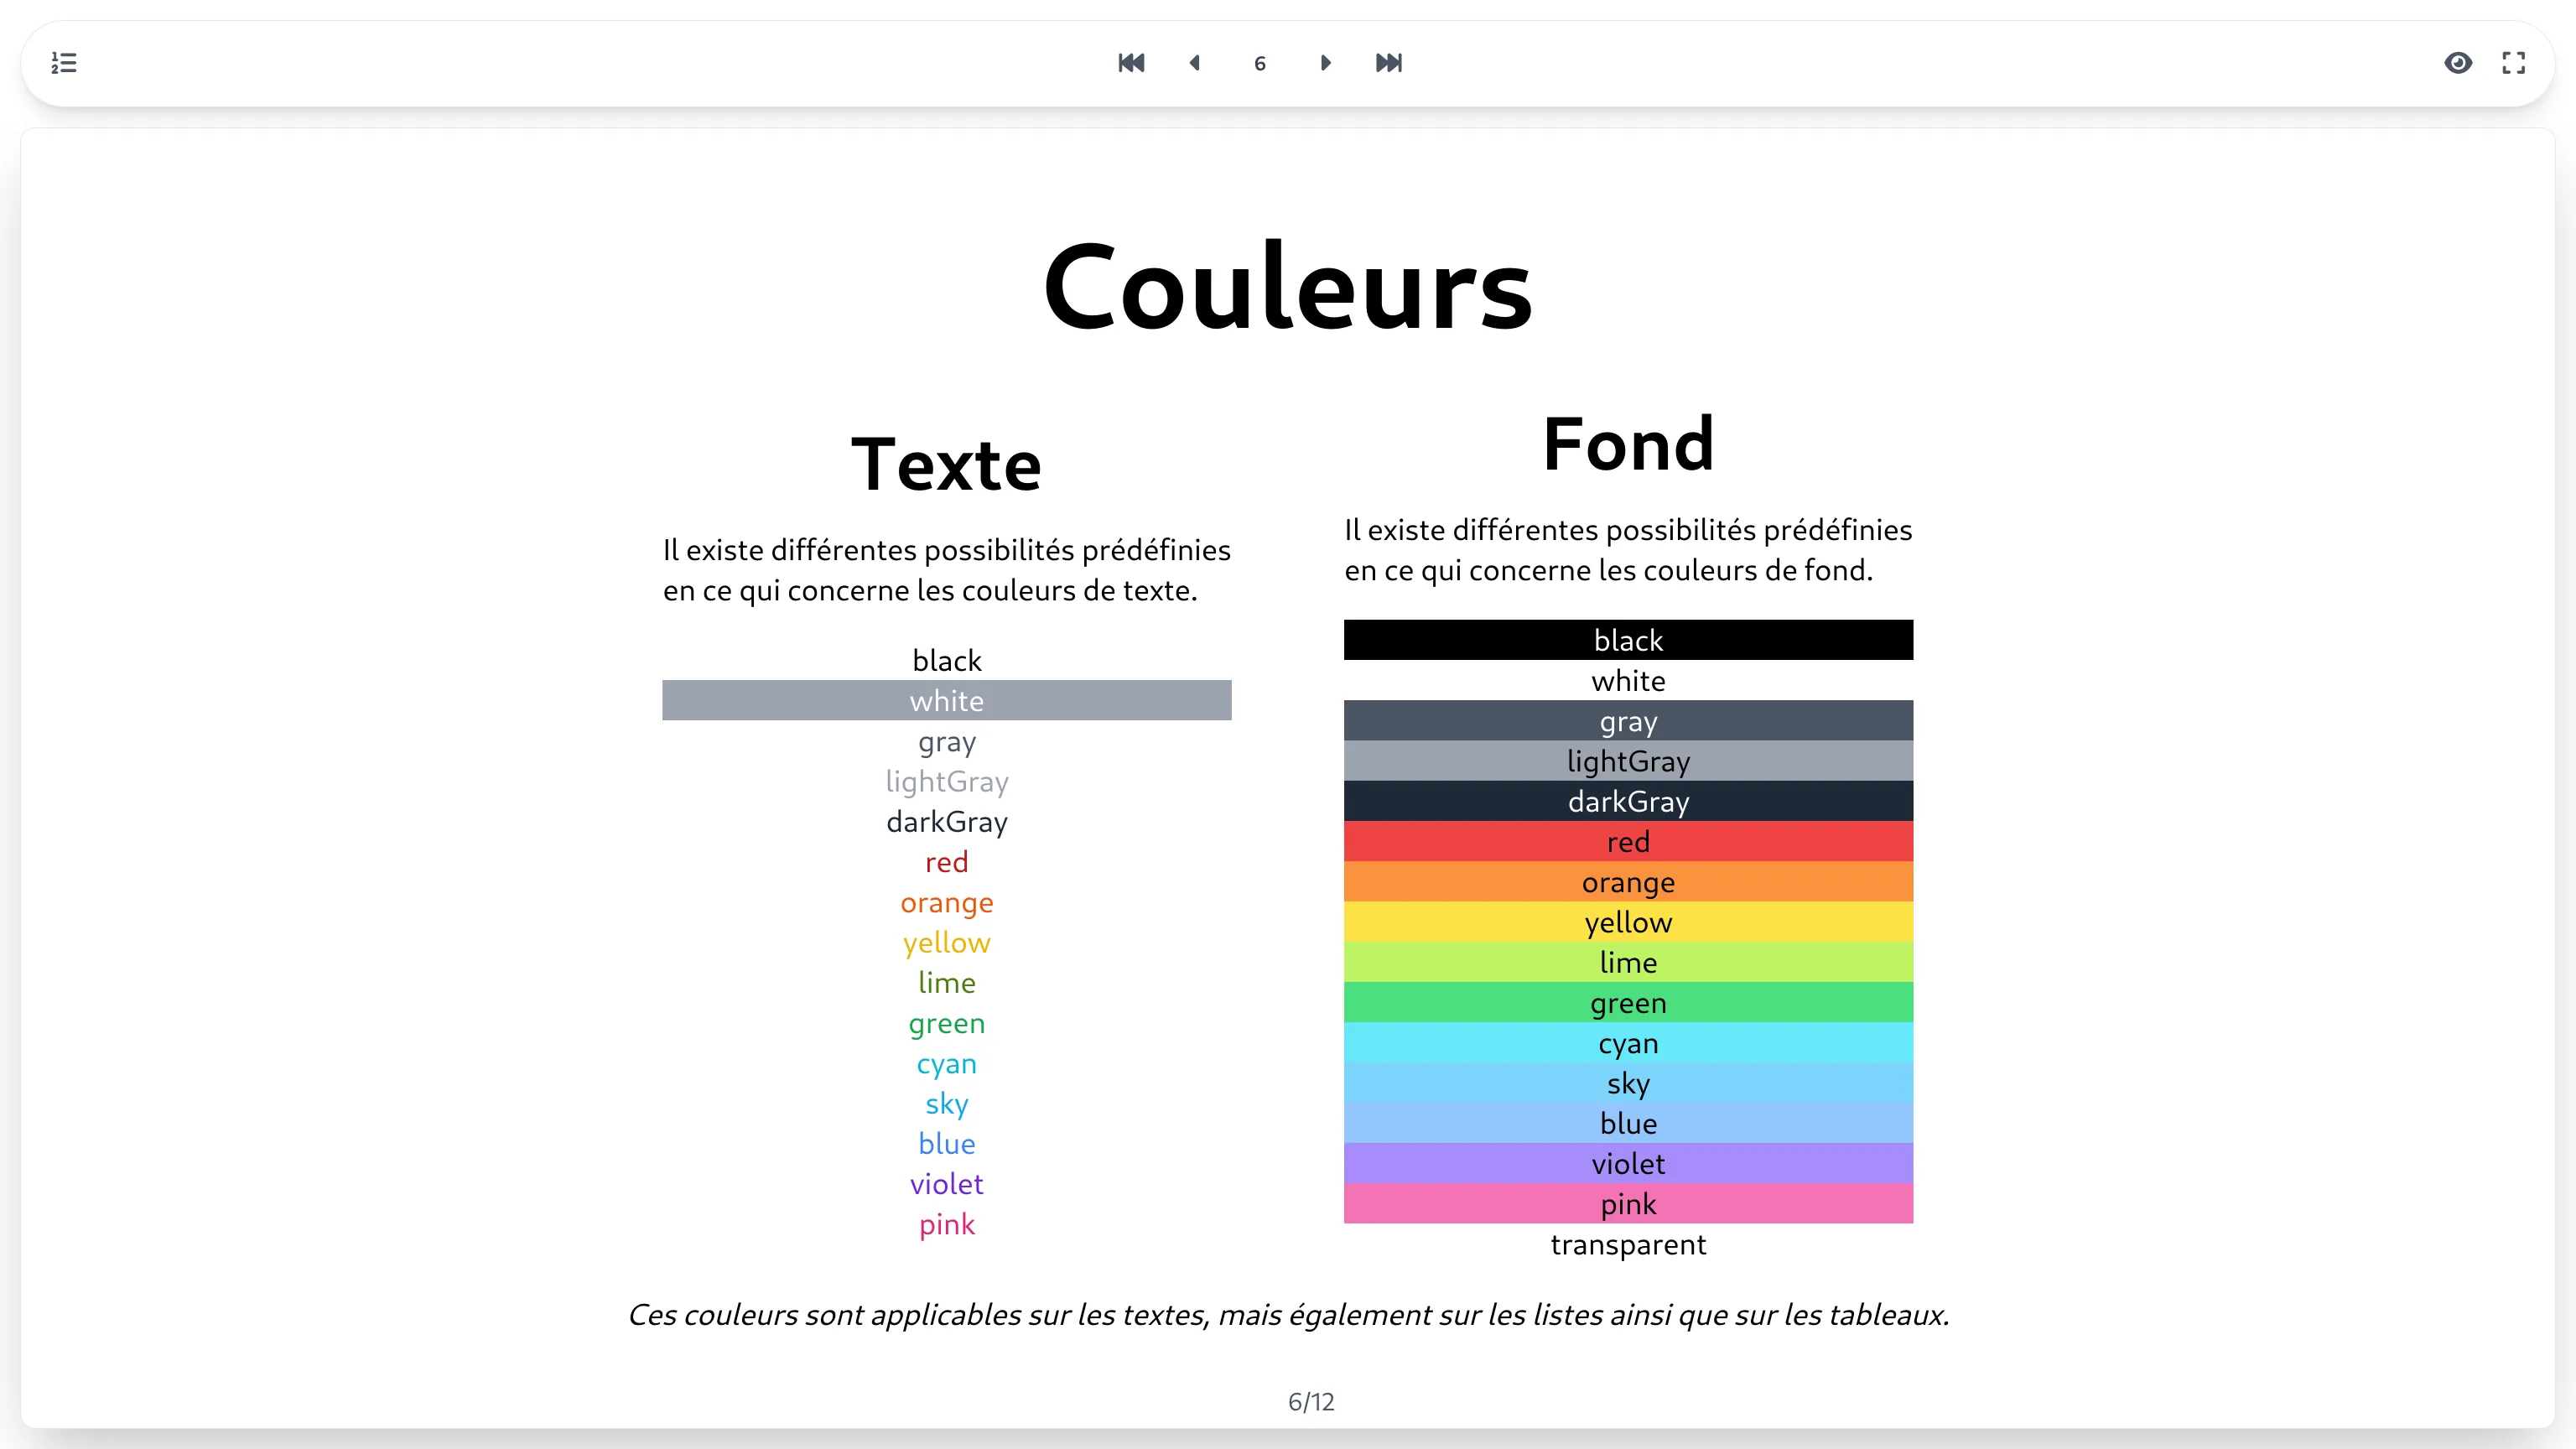 6
Couleurs
Texte
Il existe différentes possibilités prédéfinies
en ce qui concerne les couleurs de texte.
black
white
gray
lightGray
darkGray
red
orange
yellow
lime
green
cyan
sky
blue
violet
pink
Fond
Il existe différentes possibilités prédéfinies
en ce qui concerne les couleurs de fond.
black
white
gray
lightGray
darkGray
red
orange
yellow
lime
green
cyan
sky
blue
violet
pink
transparent
Ces couleurs sont applicables sur les textes, mais également sur les listes ainsi que sur les tableaux.
6/12